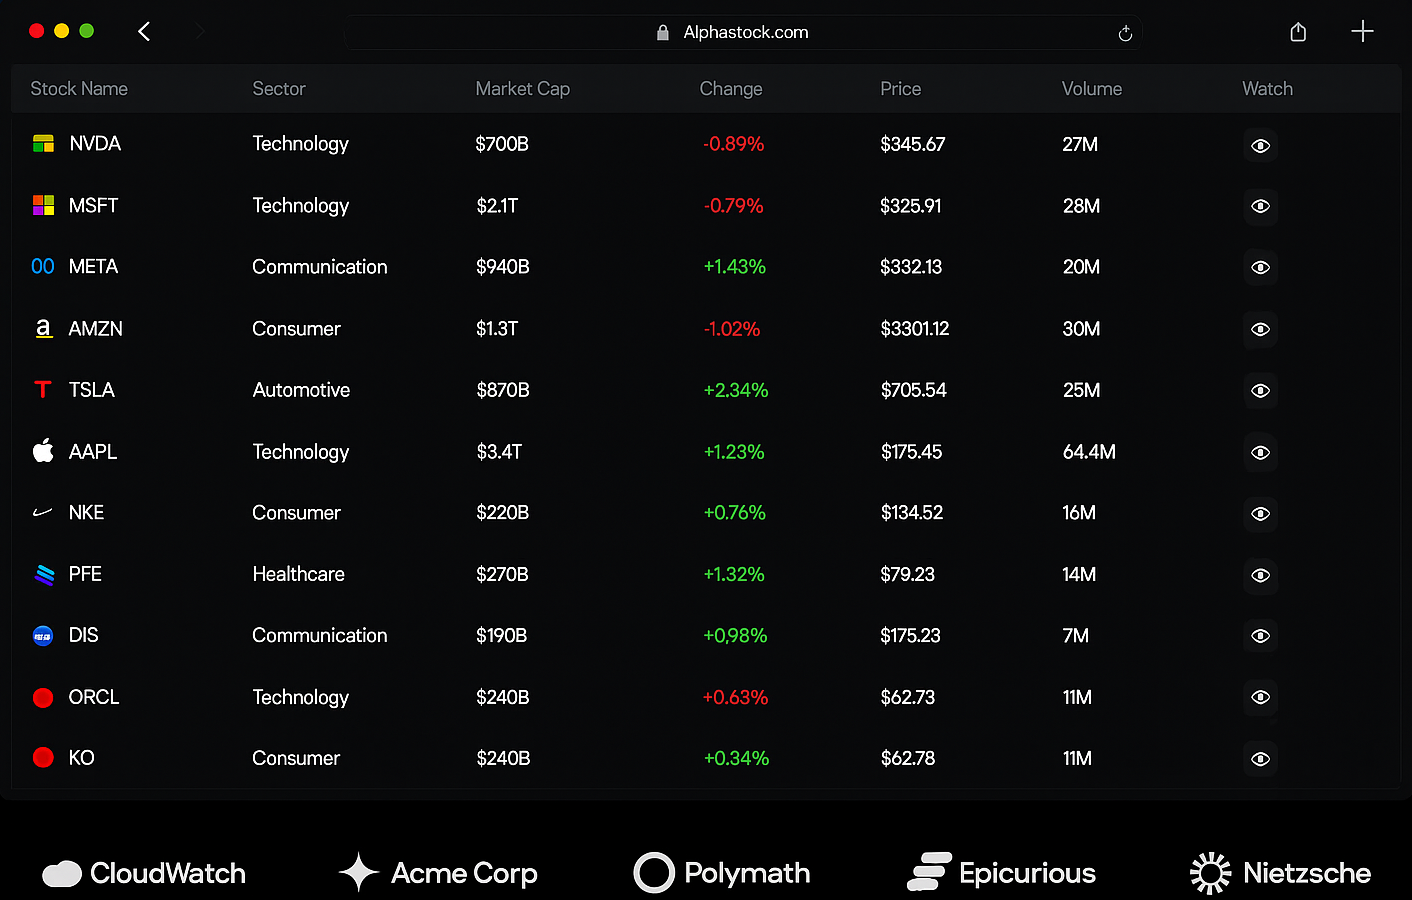 Alphastock.com
Stock Name Sector Market Cap Change Price Volume Watch
NVDA Technology $700B -0.89% $345.67 27M
MSFT Technology $2.1T -0.79% $325.91 28M
META Communication $940B +1.43% $332.13 20M
a AMZN Consumer $1.3T -1.02% $3301.12 30M
T TSLA Automotive $870B +2.34% $705.54 25M
AAPL Technology $3.4T +1.23% $175.45 64.4M
NKE Consumer $220B +0.76% $134.52 16M
PFE Healthcare $270B +1.32% $79.23 14M
DIS Communication $190B +0,98% $175.23 7M
ORCL Technology $240B +0.63% $62.73 11M
KO Consumer $240B +0.34% $62.78 11M
CloudWatch Acme Corp Polymath Epicurious Nietzsche